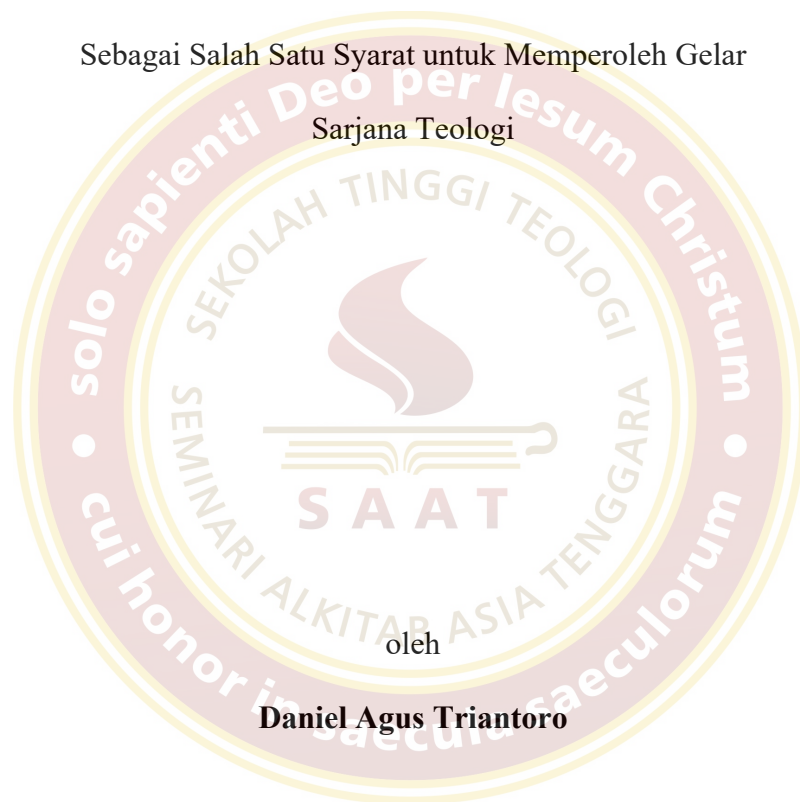 Sebagai Salah Satu Syarat untuk Memperoleh Gelar
Sarjana Teologi
solo sapienti Deo per Iesum Christum
SEKOLAH TINGGI TEOLOGI
SEMINARI ALKITAB ASIA TENGGARA
SAAT
cui honor in saecula saeculorum
oleh
Daniel Agus Triantoro